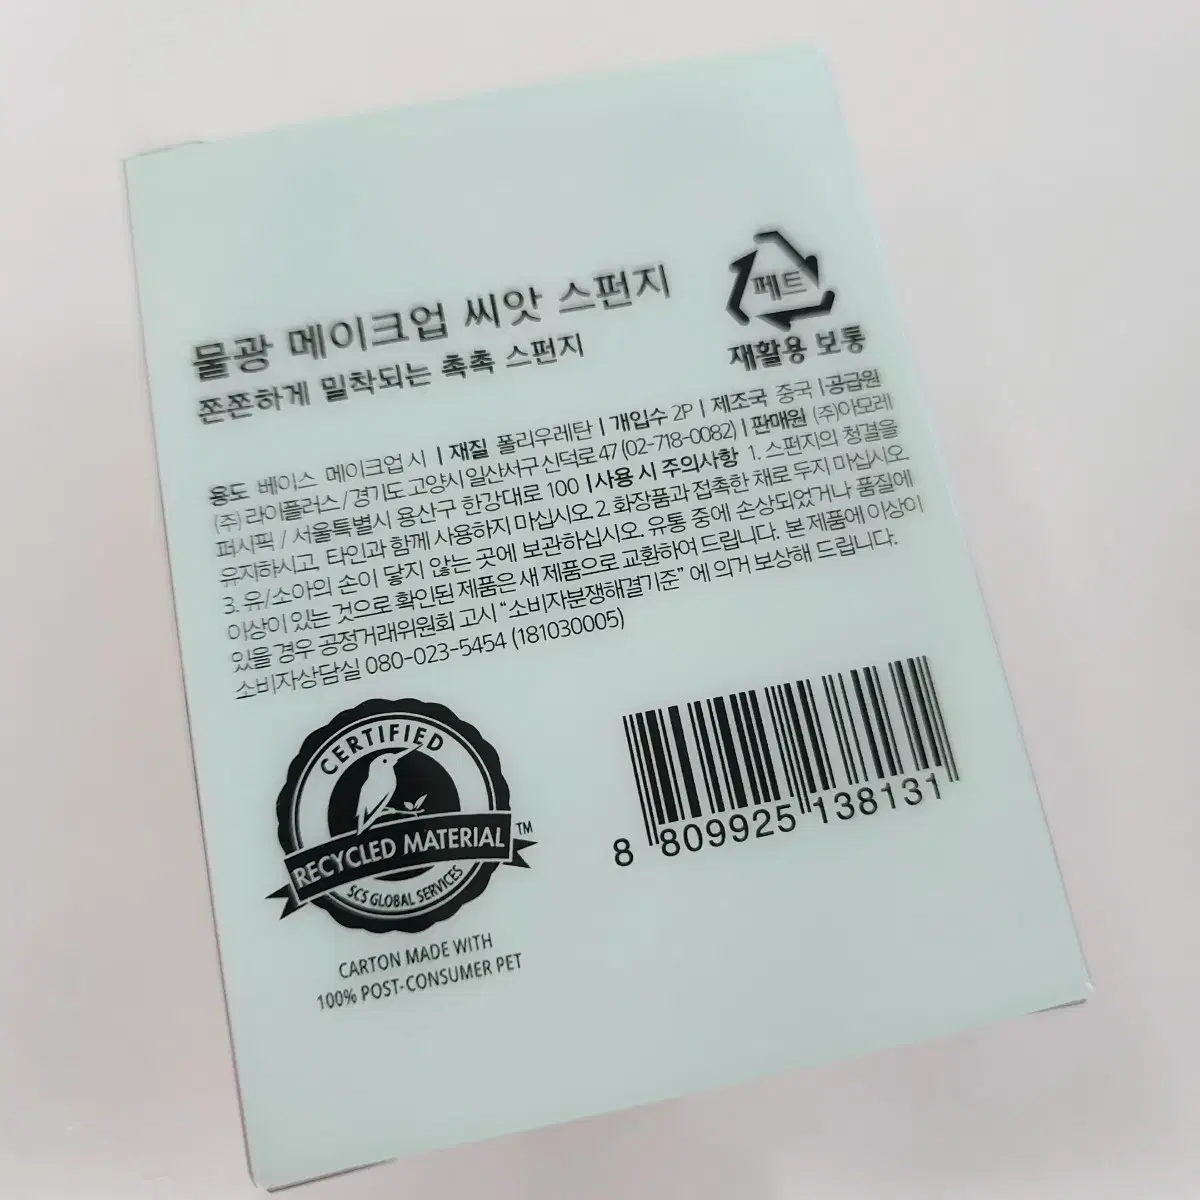 물광 메이크업 씨앗 스펀지
쫀쫀하게 밀착되는 촉촉 스펀지
페트
재활용 보통
용도 베이스 메이크업 시 | 재질 폴리우레탄 | 개입수 2P | 제조국 중국 | 공급원
(주) 라이플러스 / 경기도 고양시 일산서구 신덕로 47 (02-718-0082) | 판매원 (주)아모레
퍼시픽 / 서울특별시 용산구 한강대로 100 | 사용 시 주의사항 1. 스펀지의 청결을
유지하시고, 타인과 함께 사용하지 마십시오. 2. 화장품과 접촉한 채로 두지 마십시오.
3. 유/소아의 손이 닿지 않는 곳에 보관하십시오. 유통 중에 손상되었거나 품질에
이상이 있는 것으로 확인된 제품은 새 제품으로 교환하여 드립니다. 본 제품에 이상이
있을 경우 공정거래위원회 고시 “소비자분쟁해결기준” 에 의거 보상해 드립니다.
소비자상담실 080-023-5454 (181030005)
CERTIFIED
RECYCLED MATERIAL™
SCS GLOBAL SERVICES
CARTON MADE WITH
100% POST-CONSUMER PET
8 809925 138131